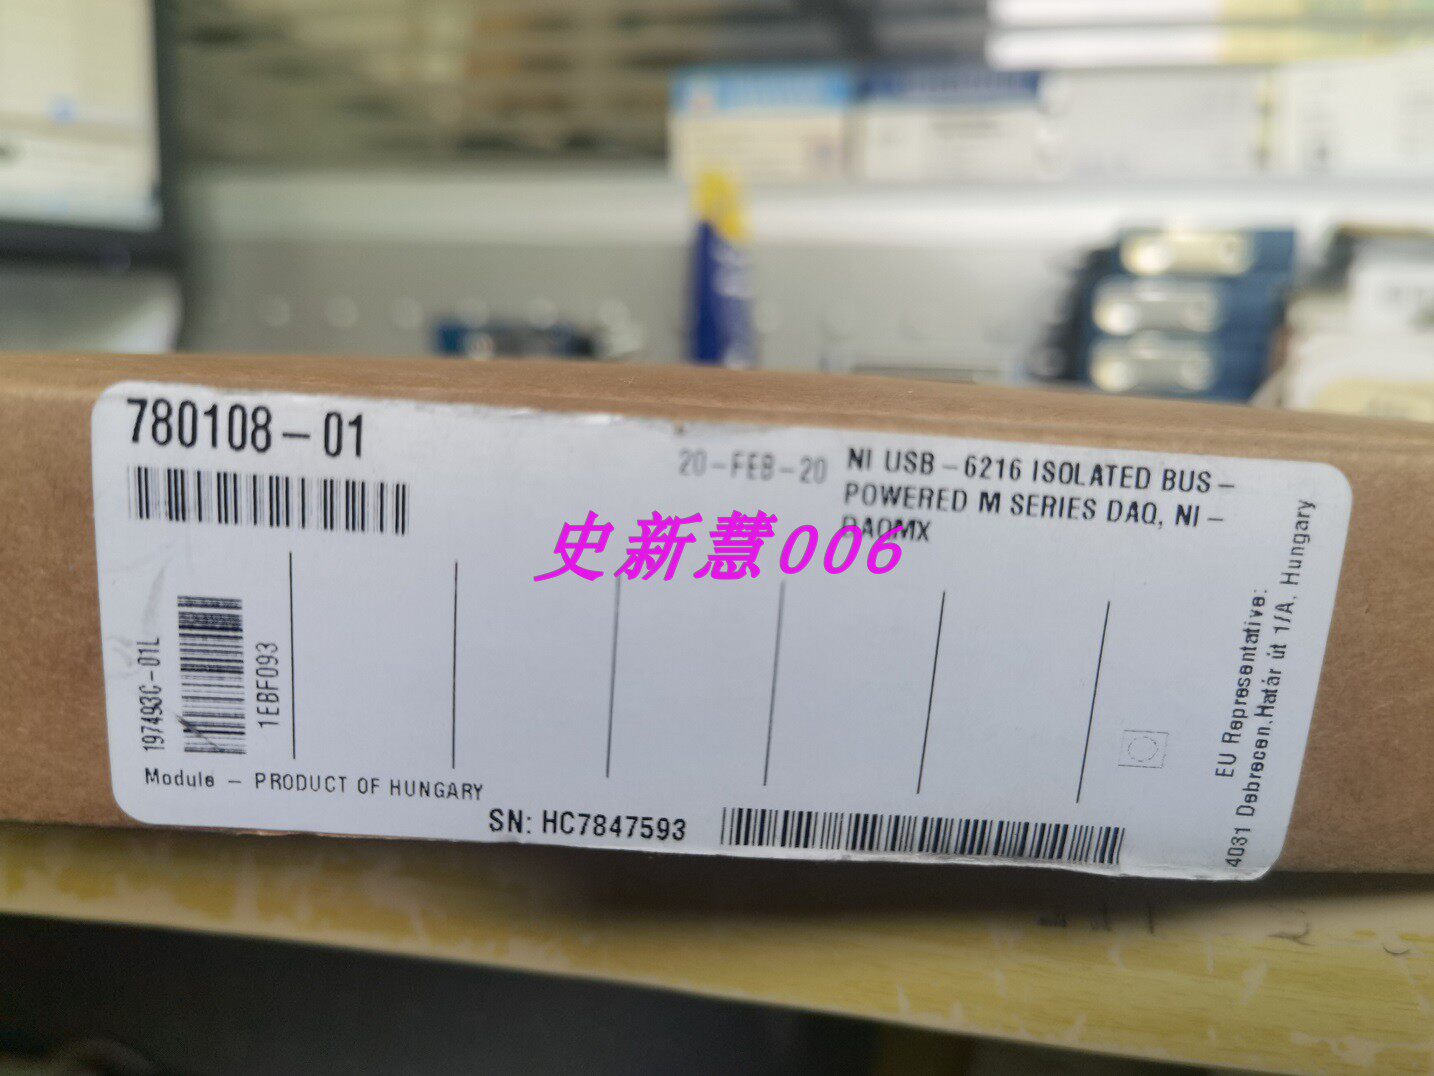 780108-01
20-FEB-20
NI USB-6216 ISOLATED BUS-
POWERED M SERIES DAQ, NI-
DAQMX
史新慧006
197493C-01L
1EBF093
Module - PRODUCT OF HUNGARY
SN: HC7847593
EU Representative:
4031 Debrecen,Határ út 1/A, Hungary